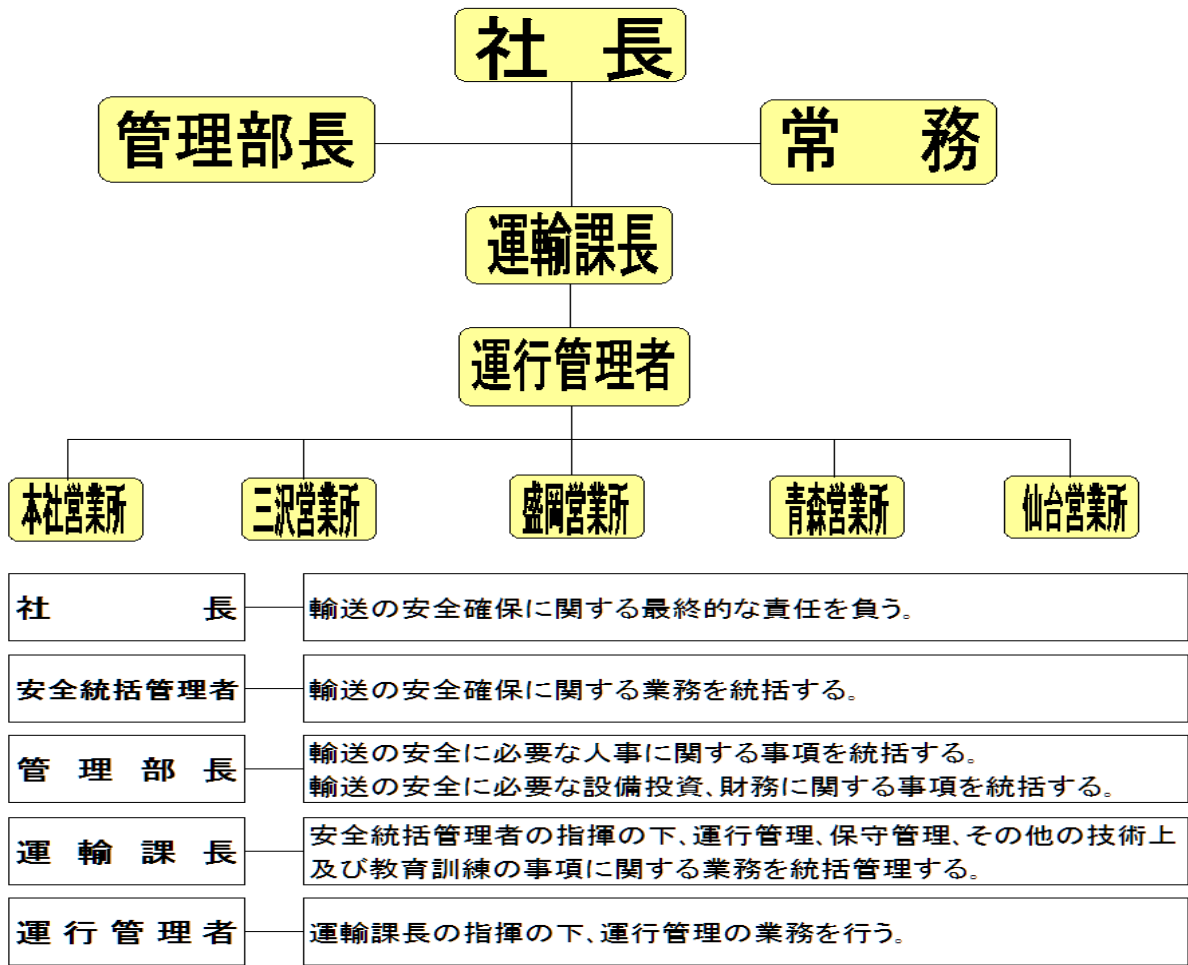 社　長
管理部長
常　務
運輸課長
運行管理者
本社営業所
三沢営業所
盛岡営業所
青森営業所
仙台営業所
社　長
輸送の安全確保に関する最終的な責任を負う。
安全統括管理者
輸送の安全確保に関する業務を統括する。
管理部長
輸送の安全に必要な人事に関する事項を統括する。
輸送の安全に必要な設備投資、財務に関する事項を統括する。
運輸課長
安全統括管理者の指揮の下、運行管理、保守管理、その他の技術上
及び教育訓練の事項に関する業務を統括管理する。
運行管理者
運輸課長の指揮の下、運行管理の業務を行う。